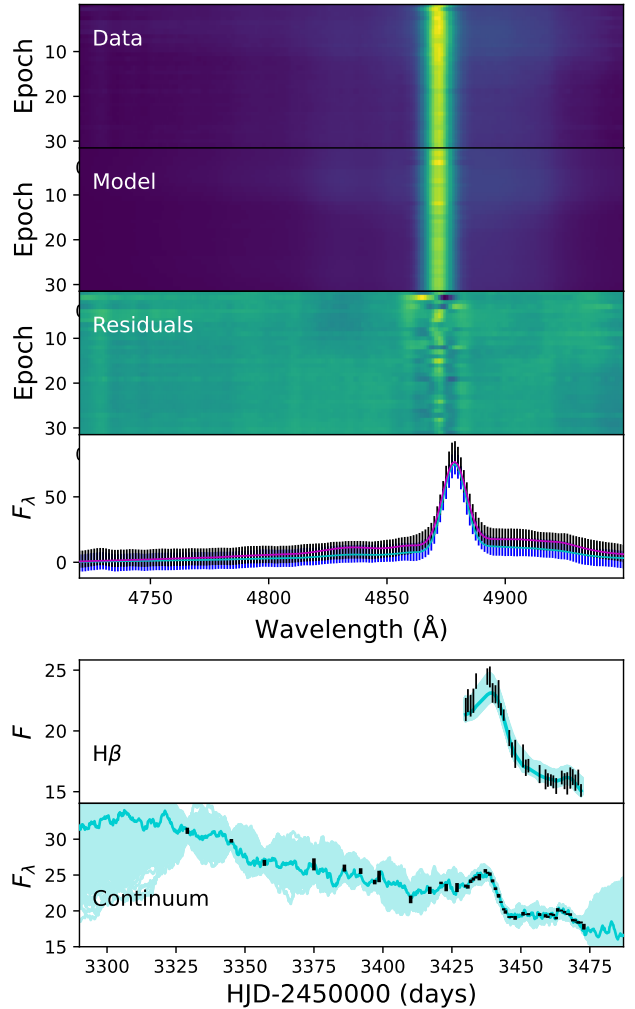 Data
Epoch
10
20
30
Model
Epoch
10
20
30
Residuals
Epoch
10
20
30
F_λ
50
0
4750 4800 4850 4900
Wavelength (Å)
F
25
20
15
Hβ
F_λ
30
25
20
15
Continuum
3300 3325 3350 3375 3400 3425 3450 3475
HJD-2450000 (days)